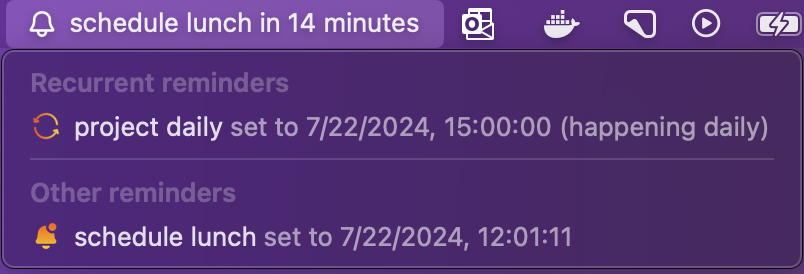 schedule lunch in 14 minutes
Recurrent reminders
project daily set to 7/22/2024, 15:00:00 (happening daily)
Other reminders
schedule lunch set to 7/22/2024, 12:01:11